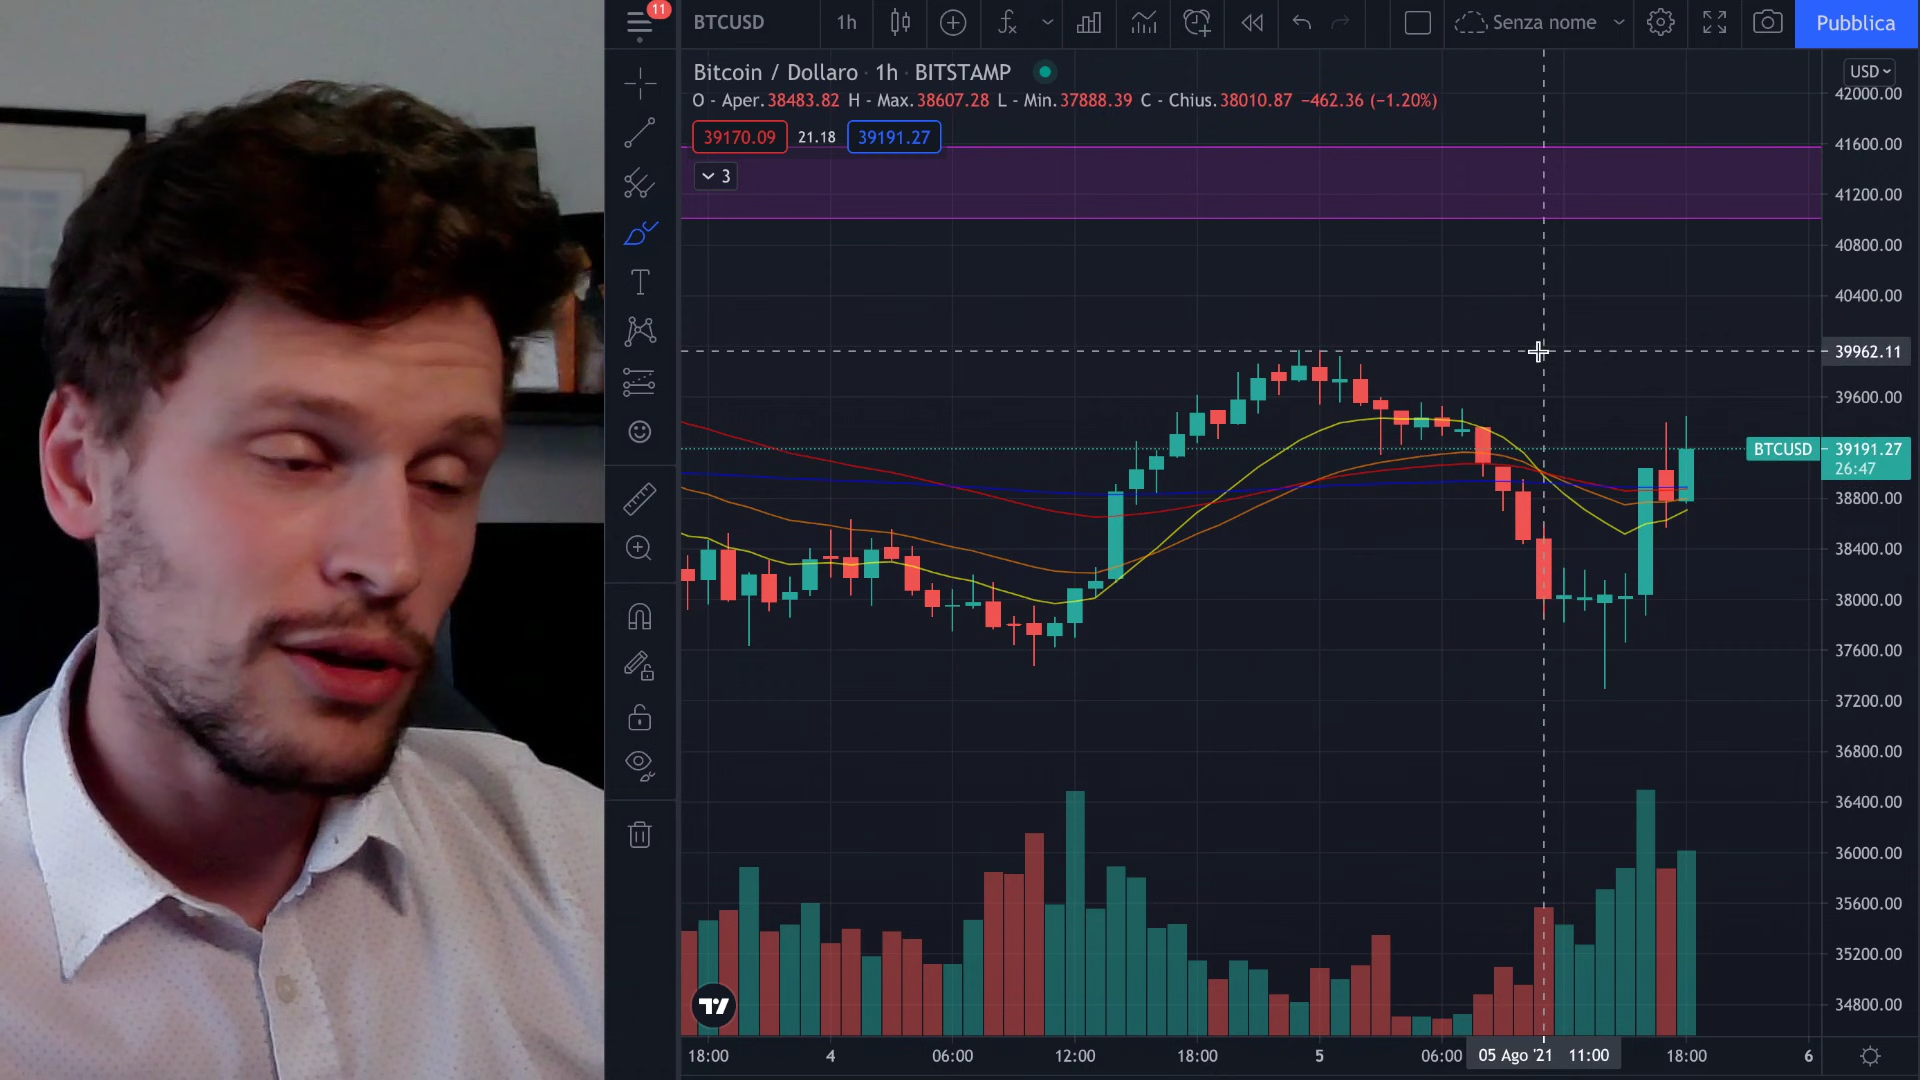 11
BTCUSD
1h
Senza nome
Pubblica
Bitcoin / Dollaro · 1h · BITSTAMP
USD
O - Aper.38483.82 H - Max.38607.28 L - Min.37888.39 C - Chius.38010.87 −462.36 (−1.20%)
39170.09 21.18 39191.27
3
42000.00
41600.00
41200.00
40800.00
40400.00
39962.11
39600.00
BTCUSD 39191.27
26:47
38800.00
38400.00
38000.00
37600.00
37200.00
36800.00
36400.00
36000.00
35600.00
35200.00
34800.00
18:00 4 06:00 12:00 18:00 5 06:00 05 Ago '21 11:00 18:00 6